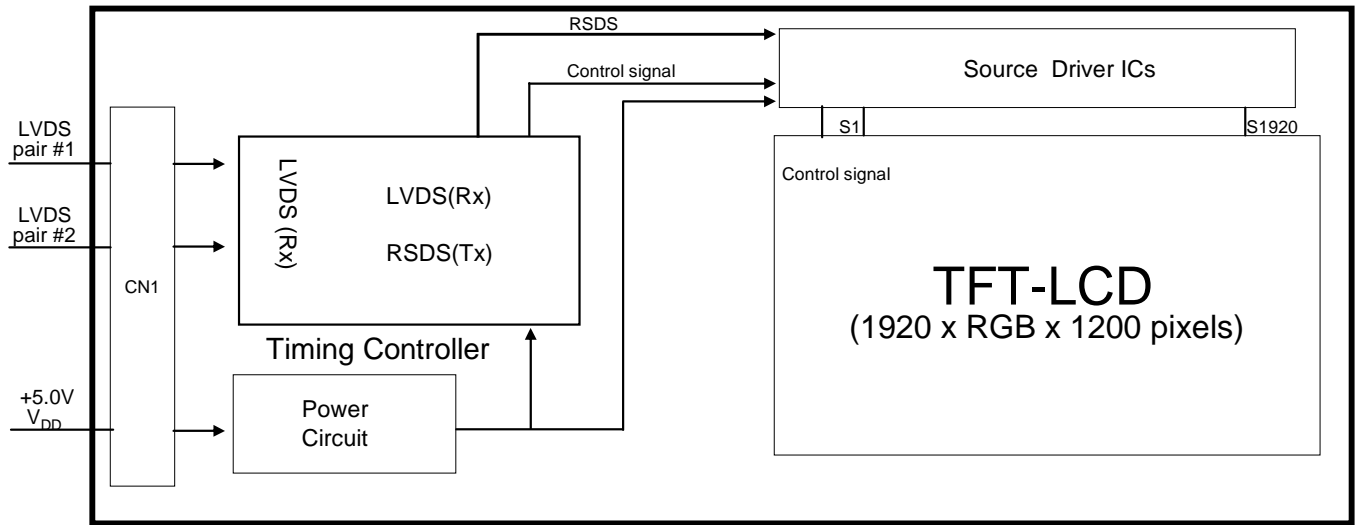 RSDS
Control signal
Source Driver ICs
LVDS
pair #1
S1
S1920
LVDS (Rx)
LVDS(Rx)
RSDS(Tx)
Control signal
LVDS
pair #2
CN1
TFT-LCD
(1920 x RGB x 1200 pixels)
Timing Controller
+5.0V
VDD
Power
Circuit